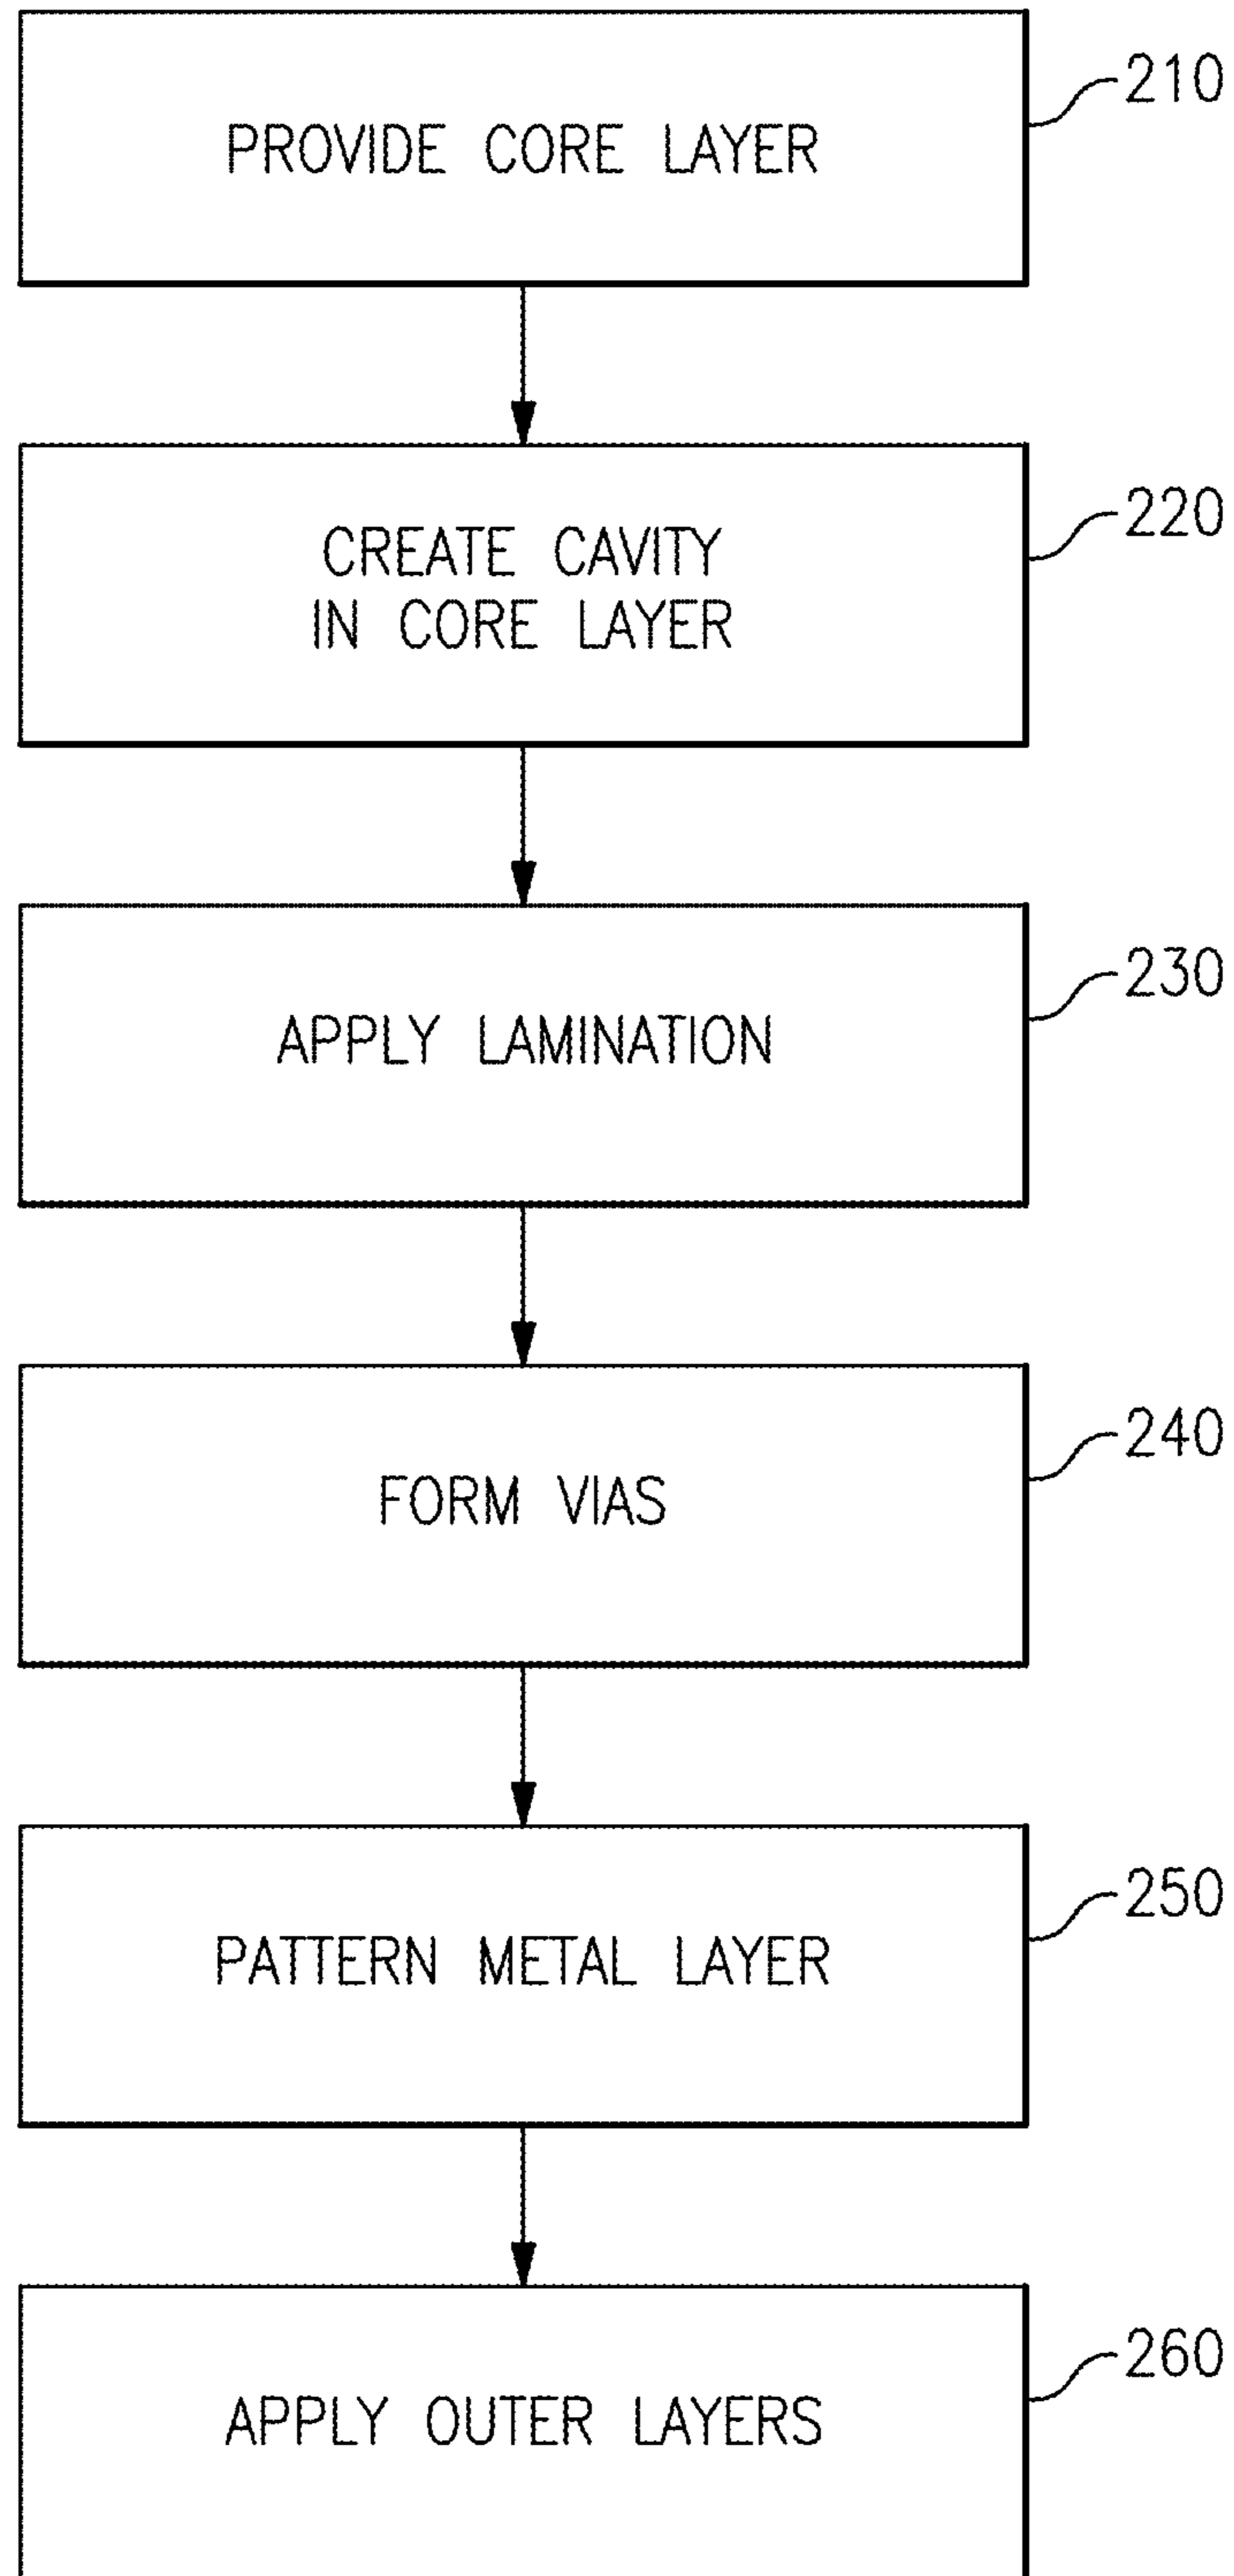 PROVIDE CORE LAYER
210
CREATE CAVITY
IN CORE LAYER
220
APPLY LAMINATION
230
FORM VIAS
240
PATTERN METAL LAYER
250
APPLY OUTER LAYERS
260